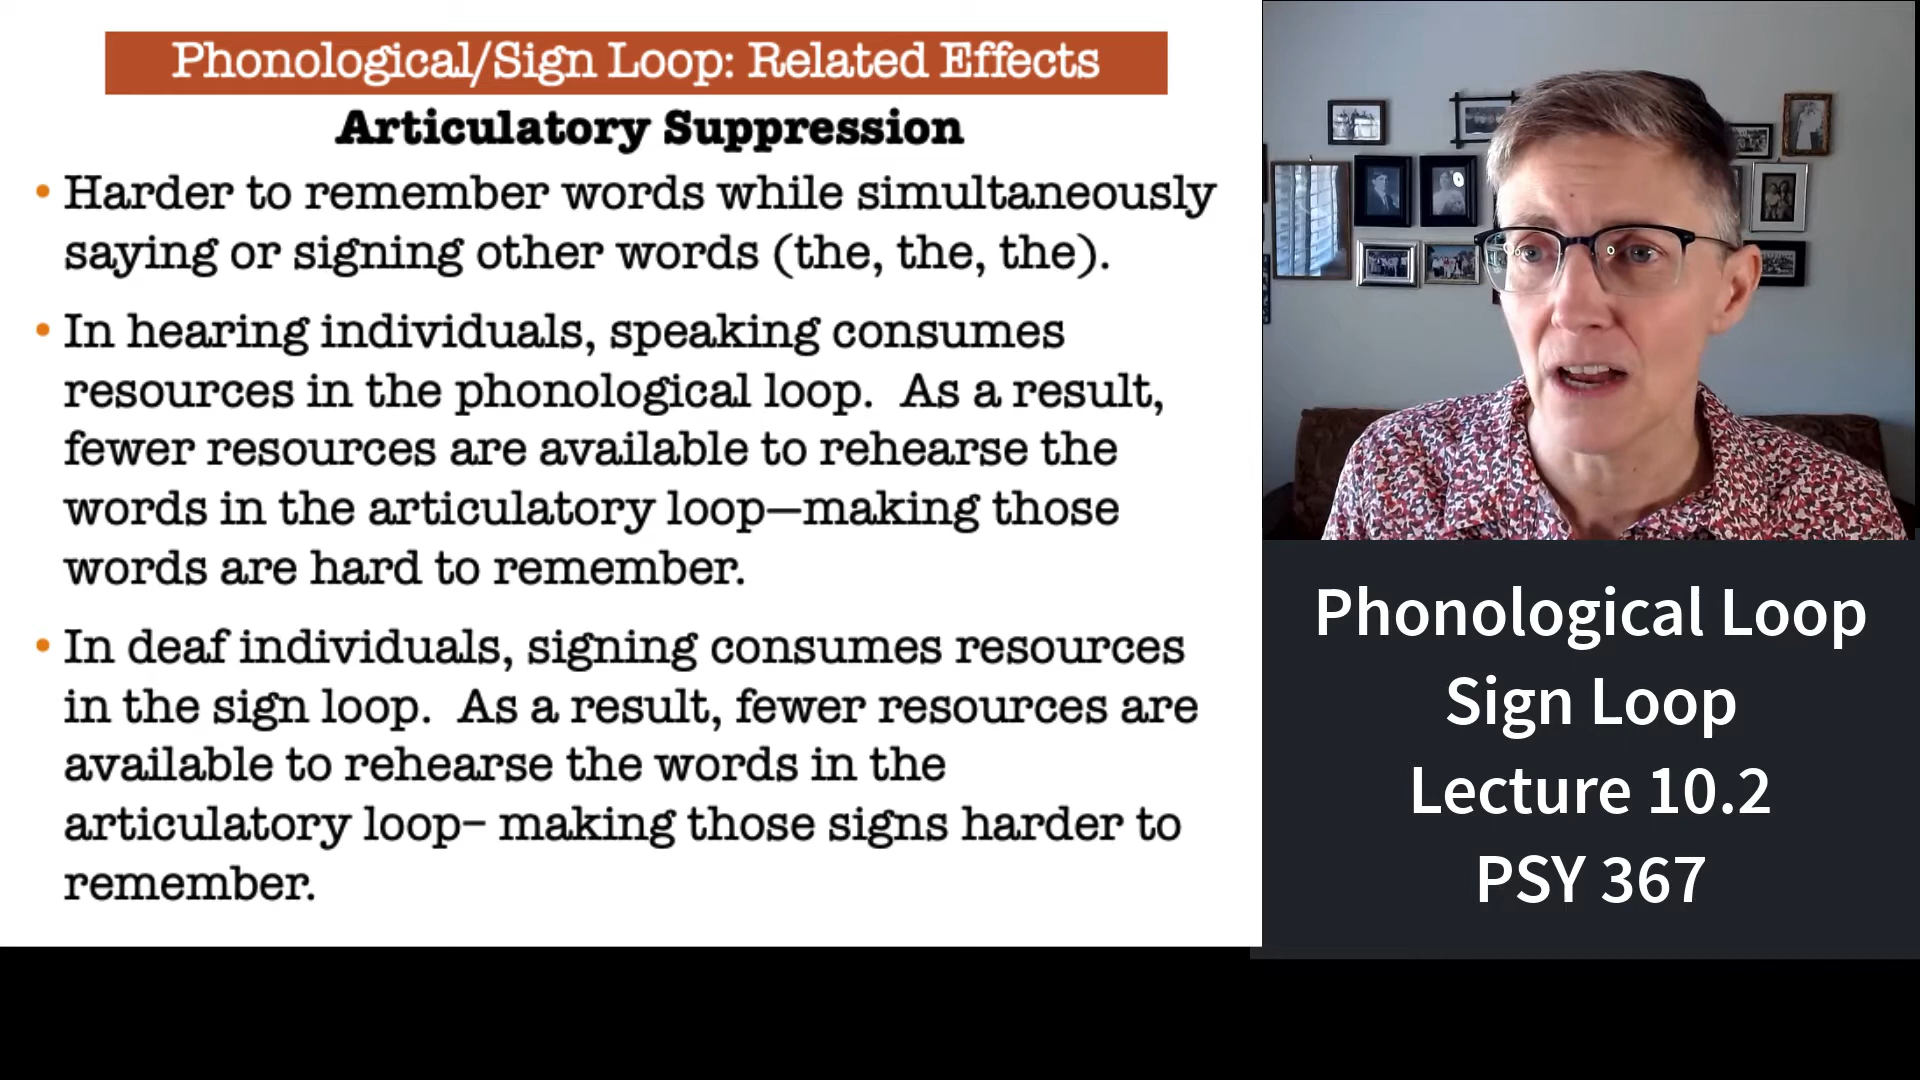 Phonological/Sign Loop: Related Effects
Articulatory Suppression
• Harder to remember words while simultaneously
saying or signing other words (the, the, the).
• In hearing individuals, speaking consumes
resources in the phonological loop.  As a result,
fewer resources are available to rehearse the
words in the articulatory loop—making those
words are hard to remember.
• In deaf individuals, signing consumes resources
in the sign loop.  As a result, fewer resources are
available to rehearse the words in the
articulatory loop– making those signs harder to
remember.
Phonological Loop
Sign Loop
Lecture 10.2
PSY 367